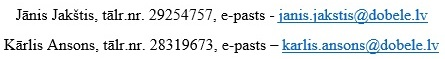 Jānis Jakštis, tālr.nr. 29254757, e-pasts - janis.jakstis@dobele.lv
Kārlis Ansons, tālr.nr. 28319673, e-pasts – karlis.ansons@dobele.lv